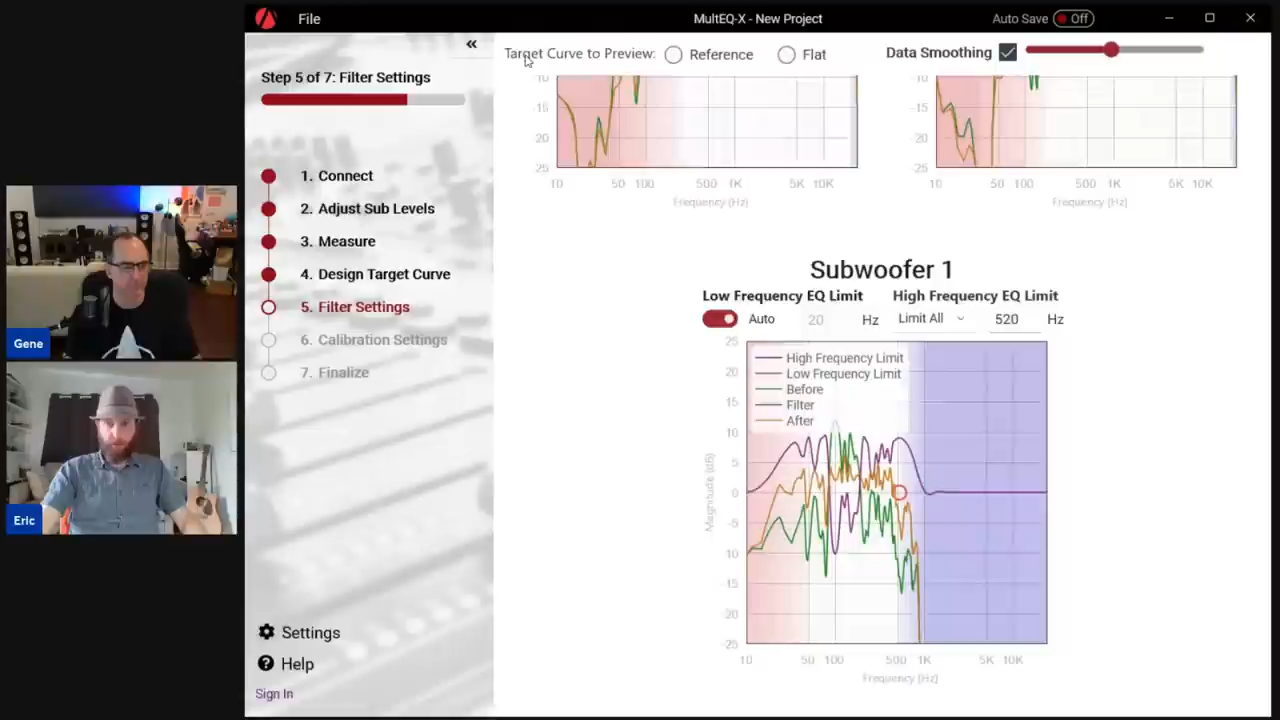 File
MultEQ-X - New Project
Auto Save Off
Step 5 of 7: Filter Settings
Target Curve to Preview: Reference Flat
Data Smoothing
1. Connect
2. Adjust Sub Levels
3. Measure
4. Design Target Curve
5. Filter Settings
6. Calibration Settings
7. Finalize
Settings
Help
Sign In
Gene
Eric
10
15
20
25
10 50 100 500 1K 5K 10K
Frequency (Hz)
10
15
-20
25
10 50 100 500 1K 5K 10K
Frequency (Hz)
Subwoofer 1
Low Frequency EQ Limit
High Frequency EQ Limit
Auto 20 Hz
Limit All 520 Hz
High Frequency Limit
Low Frequency Limit
Before
Filter
After
Magnitude (dB)
25
20
15
10
5
0
-5
-10
-15
-20
-25
10 50 100 500 1K 5K 10K
Frequency (Hz)